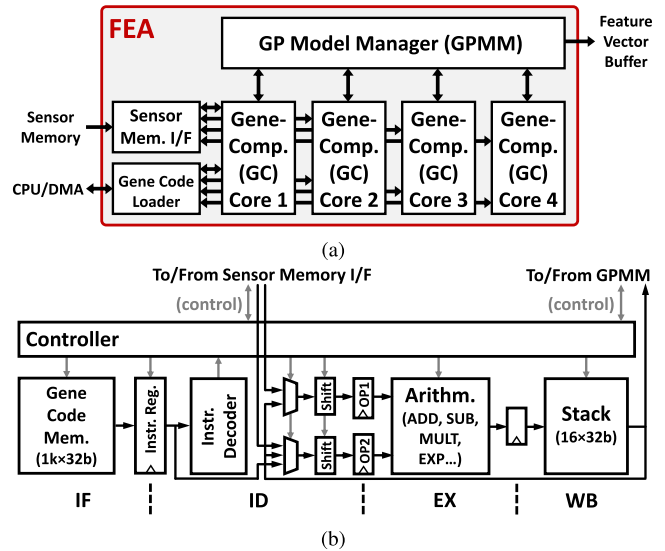 FEA
GP Model Manager (GPMM)
Feature
Vector
Buffer
Sensor
Memory
Sensor
Mem. I/F
CPU/DMA
Gene Code
Loader
Gene-
Comp.
(GC)
Core 1
Gene-
Comp.
(GC)
Core 2
Gene-
Comp.
(GC)
Core 3
Gene-
Comp.
(GC)
Core 4
(a)
To/From Sensor Memory I/F
To/From GPMM
(control)
(control)
Controller
Gene
Code
Mem.
(1k×32b)
Instr. Reg.
Instr.
Decoder
Shift
Shift
OP1
OP2
Arithm.
(ADD, SUB,
MULT,
EXP...)
Stack
(16×32b)
IF
ID
EX
WB
(b)